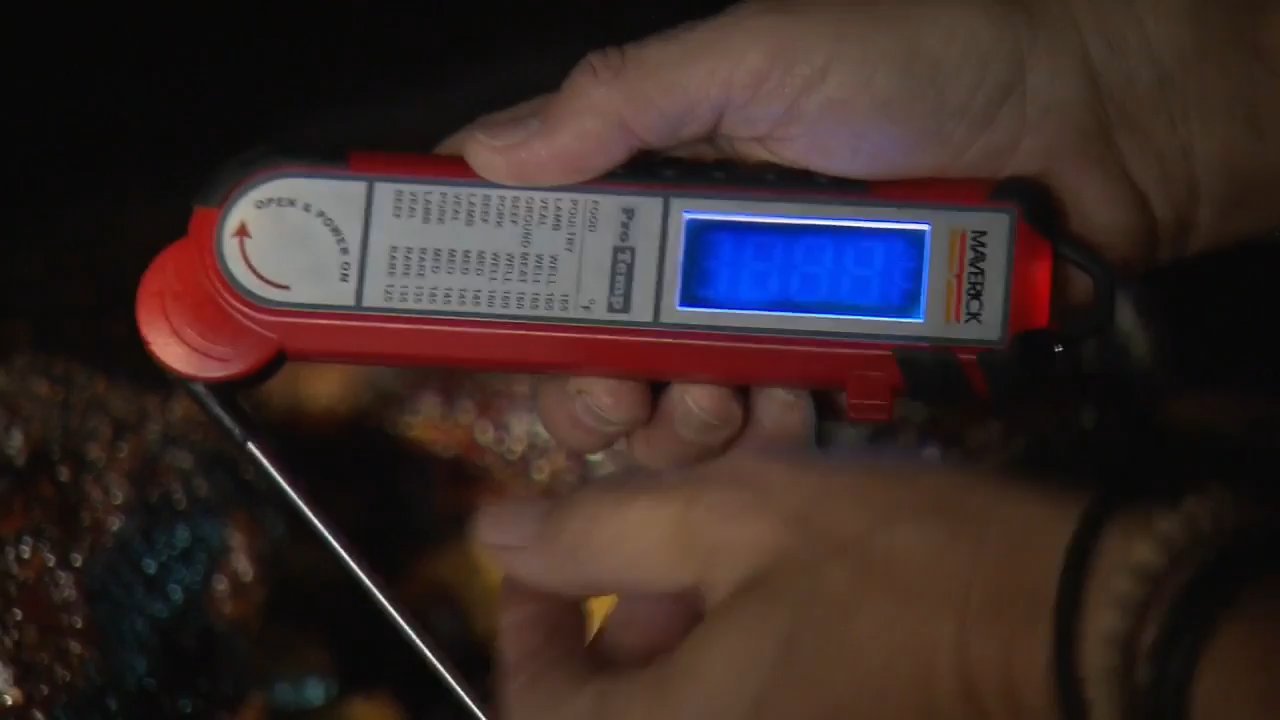 MAVERICK
Pro Temp
FOOD °F
POULTRY WELL 165
LAMB WELL 165
VEAL WELL 165
GROUND MEAT 160
BEEF WELL 160
PORK WELL 160
BEEF MED 145
LAMB MED 145
VEAL MED 145
PORK MED 145
LAMB RARE 135
VEAL RARE 135
BEEF RARE 125
OPEN & POWER ON